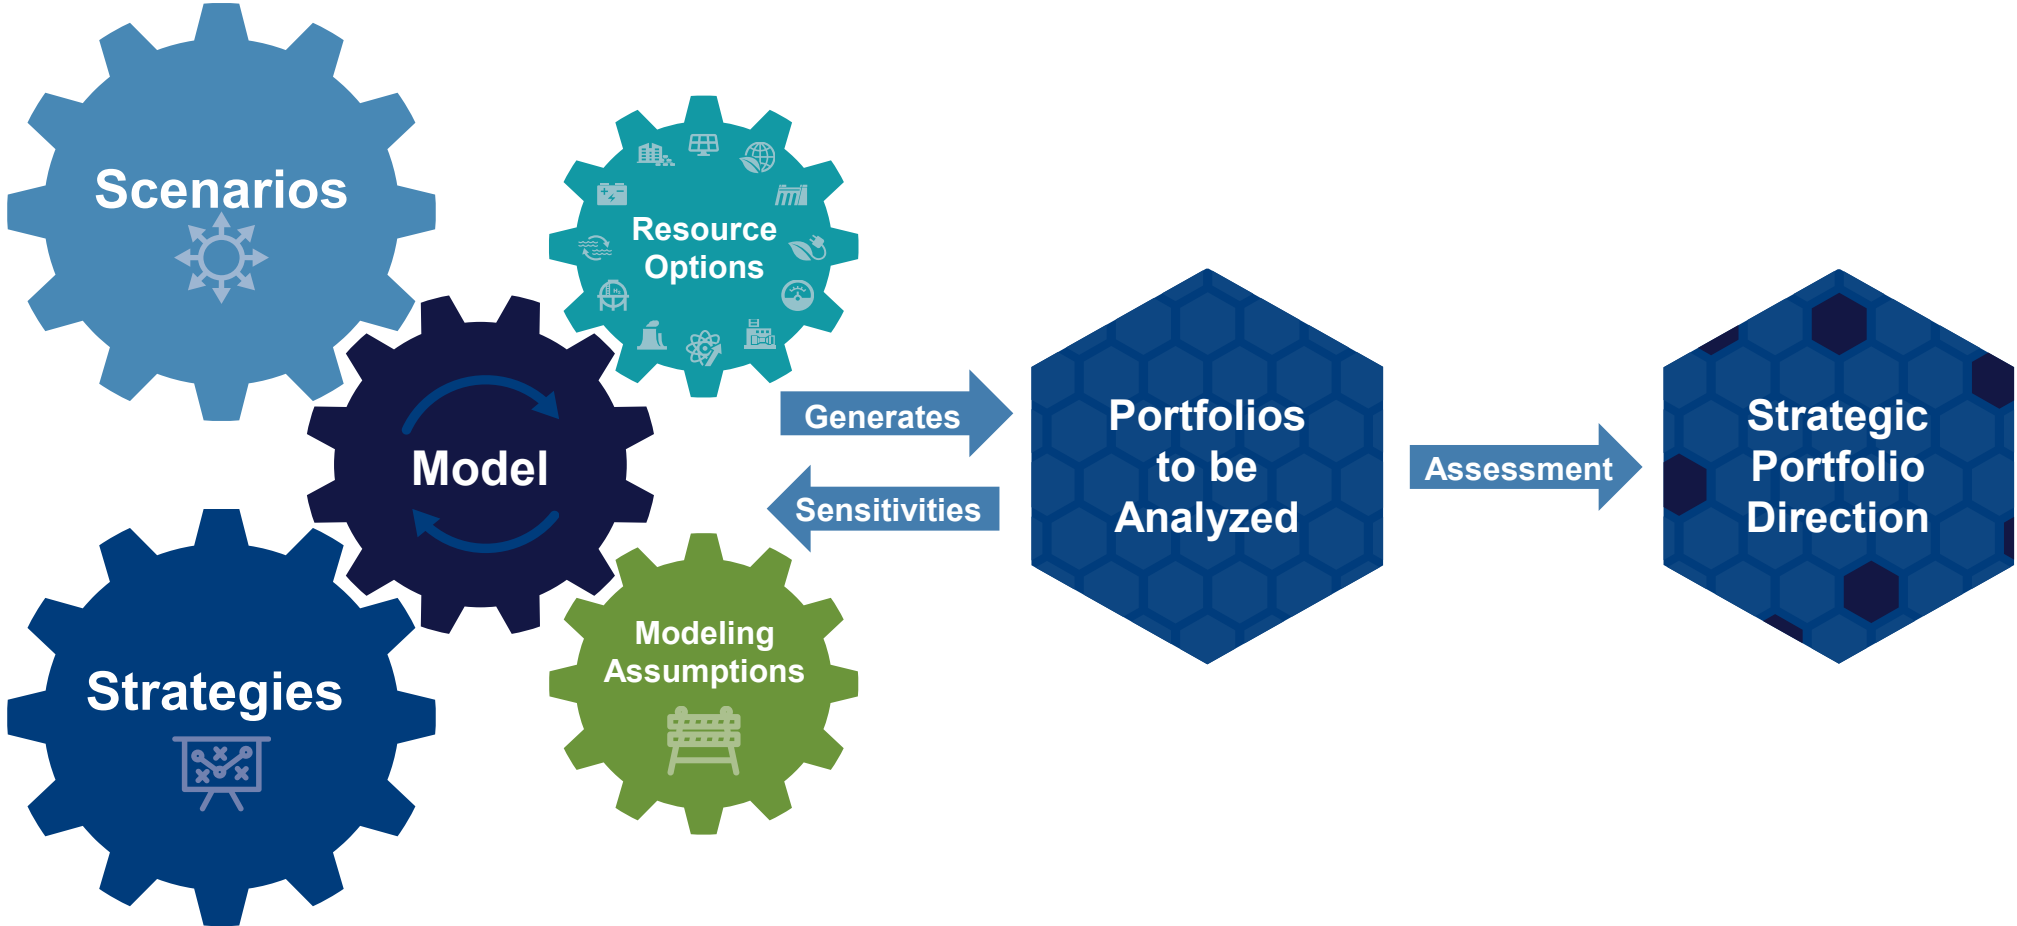 Scenarios
Resource
Options
Model
Generates
Sensitivities
Strategies
Modeling
Assumptions
Portfolios
to be
Analyzed
Assessment
Strategic
Portfolio
Direction